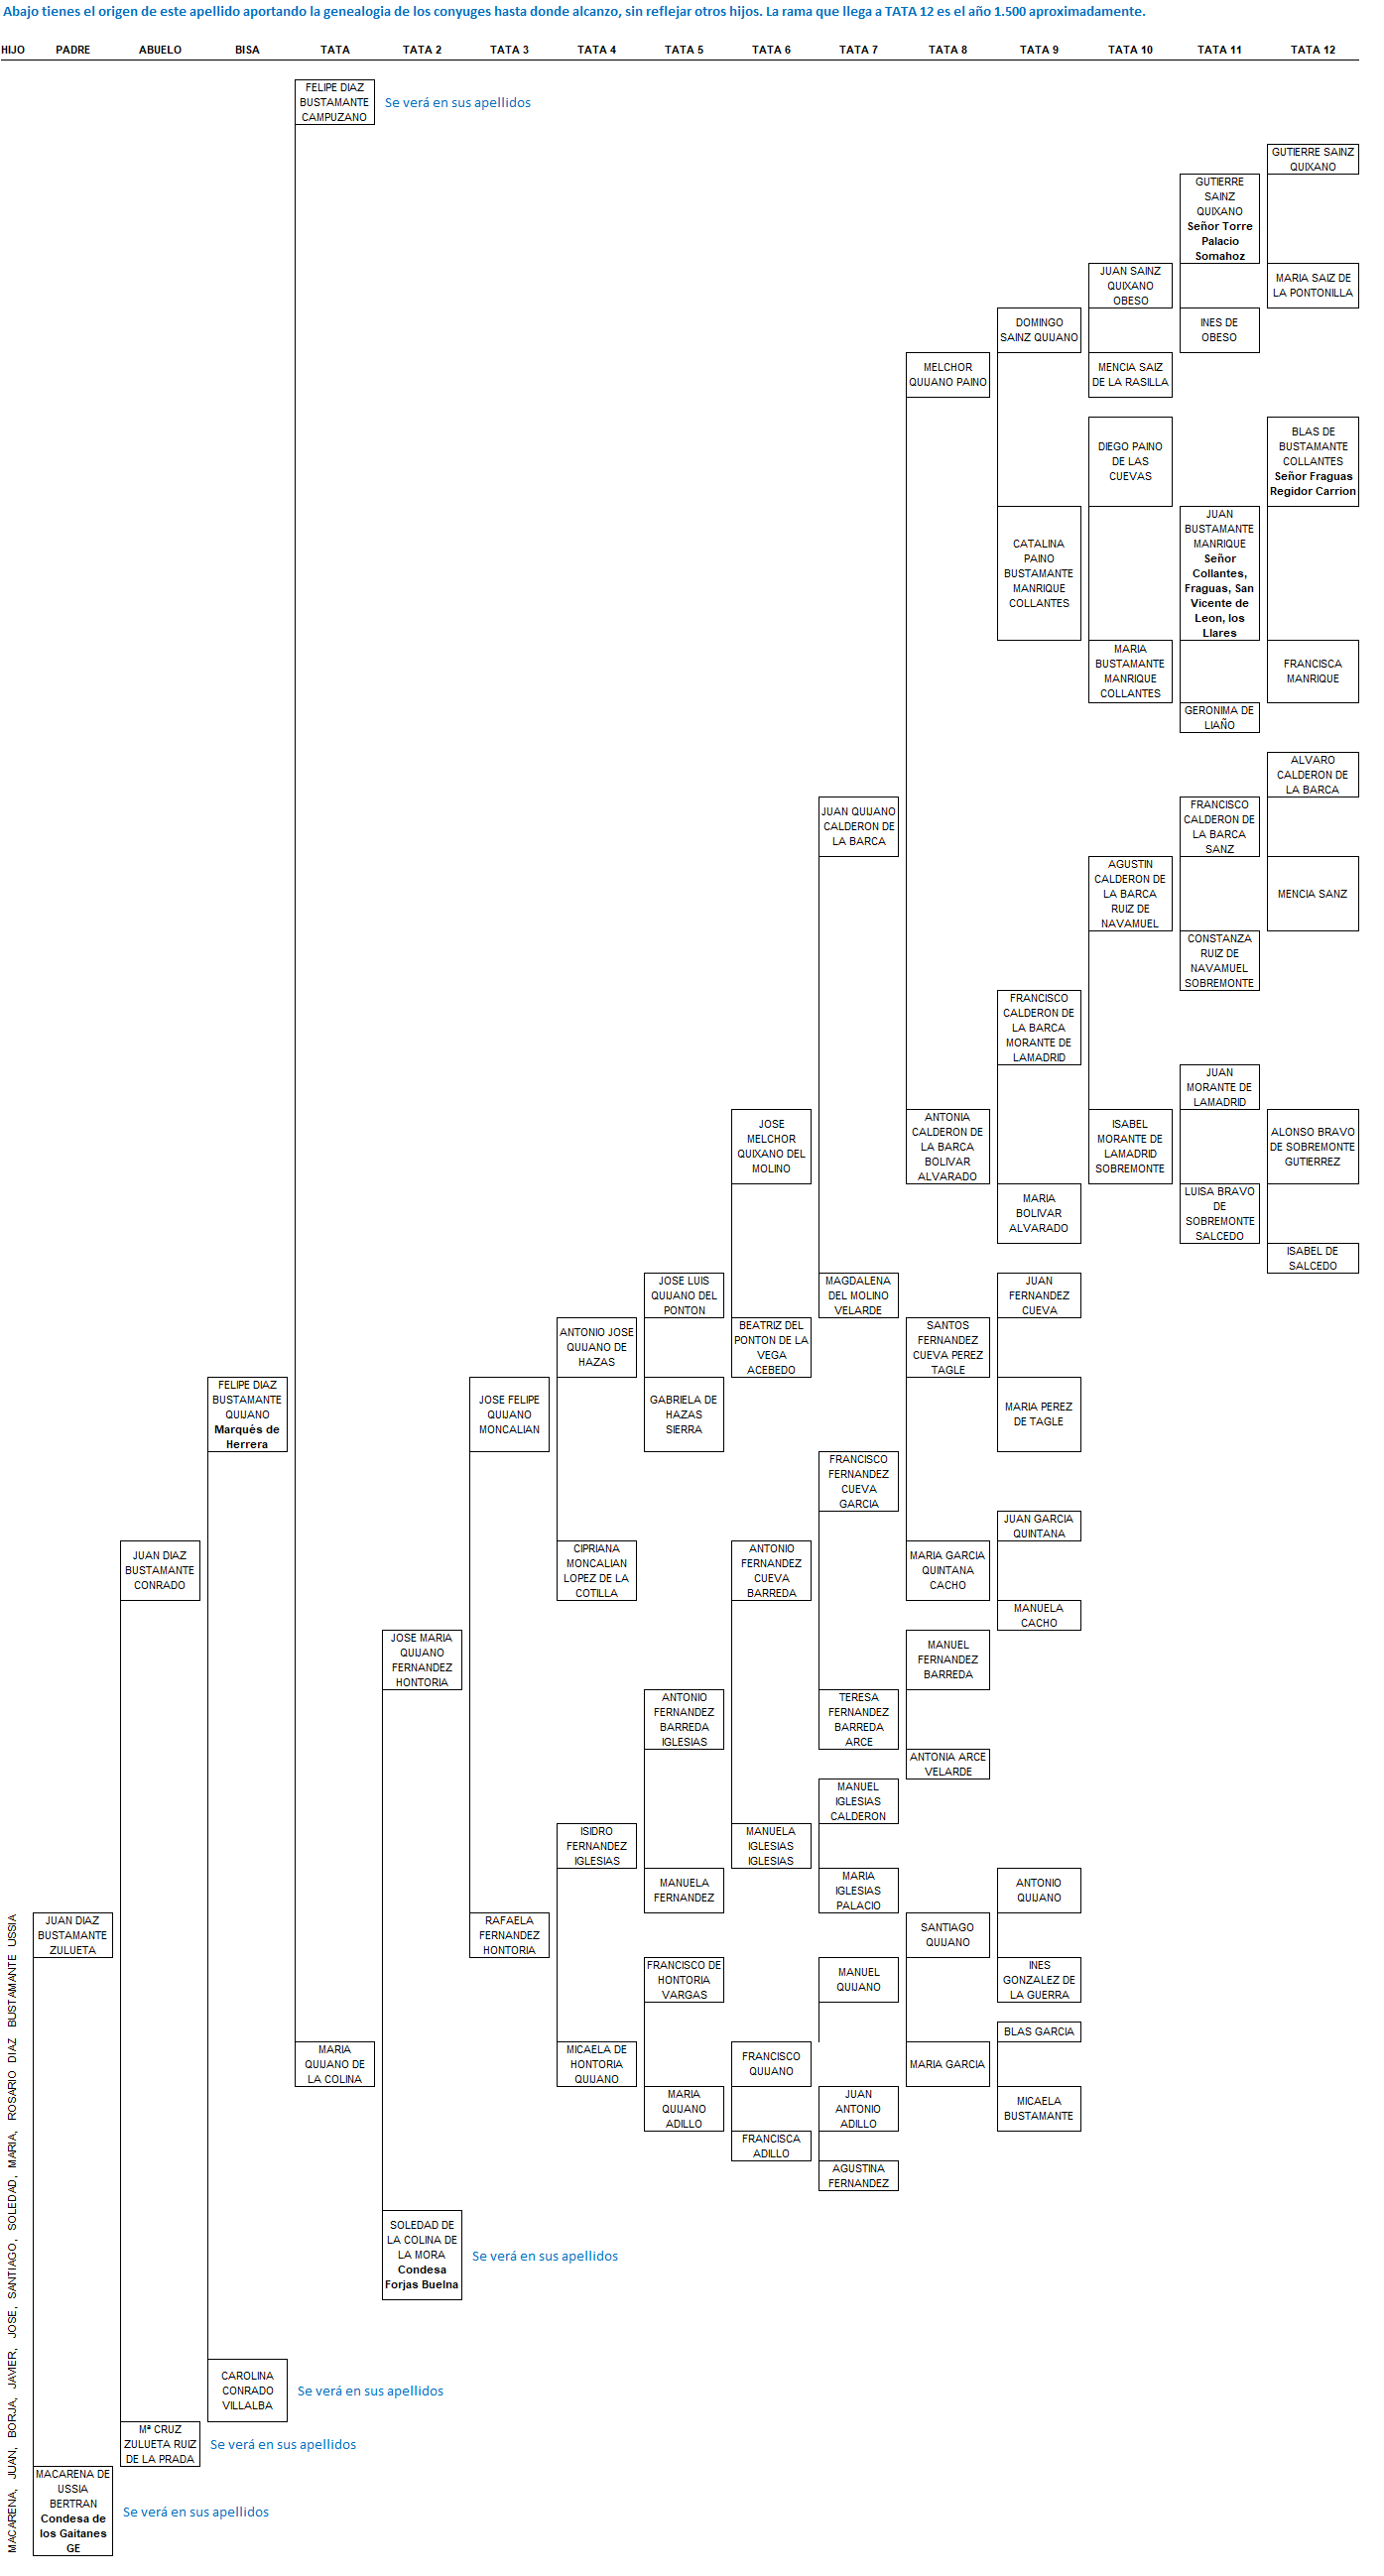 Abajo tienes el origen de este apellido aportando la genealogia de los conyuges hasta donde alcanzo, sin reflejar otros hijos. La rama que llega a TATA 12 es el año 1.500 aproximadamente.
HIJO PADRE ABUELO BISA TATA TATA 2 TATA 3 TATA 4 TATA 5 TATA 6 TATA 7 TATA 8 TATA 9 TATA 10 TATA 11 TATA 12
FELIPE DIAZ
BUSTAMANTE
CAMPUZANO
Se verá en sus apellidos
GUTIERRE SAINZ
QUIXANO
GUTIERRE
SAINZ
QUIXANO
Señor Torre
Palacio
Somahoz
JUAN SAINZ
QUIXANO
OBESO
MARIA SAIZ DE
LA PONTONILLA
DOMINGO
SAINZ QUIJANO
INES DE
OBESO
MELCHOR
QUIJANO PAINO
MENCIA SAIZ
DE LA RASILLA
DIEGO PAINO
DE LAS
CUEVAS
BLAS DE
BUSTAMANTE
COLLANTES
Señor Fraguas
Regidor Carrion
CATALINA
PAINO
BUSTAMANTE
MANRIQUE
COLLANTES
JUAN
BUSTAMANTE
MANRIQUE
Señor
Collantes,
Fraguas, San
Vicente de
Leon, los
Llares
MARIA
BUSTAMANTE
MANRIQUE
COLLANTES
FRANCISCA
MANRIQUE
GERONIMA DE
LIAÑO
ALVARO
CALDERON DE
LA BARCA
JUAN QUIJANO
CALDERON DE
LA BARCA
FRANCISCO
CALDERON DE
LA BARCA
SANZ
AGUSTIN
CALDERON DE
LA BARCA
RUIZ DE
NAVAMUEL
MENCIA SANZ
CONSTANZA
RUIZ DE
NAVAMUEL
SOBREMONTE
FRANCISCO
CALDERON DE
LA BARCA
MORANTE DE
LAMADRID
JUAN
MORANTE DE
LAMADRID
JOSE
MELCHOR
QUIXANO DEL
MOLINO
ANTONIA
CALDERON DE
LA BARCA
BOLIVAR
ALVARADO
ISABEL
MORANTE DE
LAMADRID
SOBREMONTE
ALONSO BRAVO
DE SOBREMONTE
GUTIERREZ
MARIA
BOLIVAR
ALVARADO
LUISA BRAVO
DE
SOBREMONTE
SALCEDO
ISABEL DE
SALCEDO
JOSE LUIS
QUIJANO DEL
PONTON
MAGDALENA
DEL MOLINO
VELARDE
JUAN
FERNANDEZ
CUEVA
ANTONIO JOSE
QUIJANO DE
HAZAS
BEATRIZ DEL
PONTON DE LA
VEGA
ACEBEDO
SANTOS
FERNANDEZ
CUEVA PEREZ
TAGLE
FELIPE DIAZ
BUSTAMANTE
QUIJANO
Marqués de
Herrera
JOSE FELIPE
QUIJANO
MONCALIAN
GABRIELA DE
HAZAS
SIERRA
MARIA PEREZ
DE TAGLE
FRANCISCO
FERNANDEZ
CUEVA
GARCIA
JUAN GARCIA
QUINTANA
JUAN DIAZ
BUSTAMANTE
CONRADO
CIPRIANA
MONCALIAN
LOPEZ DE LA
COTILLA
ANTONIO
FERNANDEZ
CUEVA
BARREDA
MARIA GARCIA
QUINTANA
CACHO
MANUELA
CACHO
JOSE MARIA
QUIJANO
FERNANDEZ
HONTORIA
MANUEL
FERNANDEZ
BARREDA
ANTONIO
FERNANDEZ
BARREDA
IGLESIAS
TERESA
FERNANDEZ
BARREDA
ARCE
ANTONIA ARCE
VELARDE
MANUEL
IGLESIAS
CALDERON
ISIDRO
FERNANDEZ
IGLESIAS
MANUELA
IGLESIAS
IGLESIAS
MANUELA
FERNANDEZ
MARIA
IGLESIAS
PALACIO
ANTONIO
QUIJANO
JUAN DIAZ
BUSTAMANTE
ZULUETA
RAFAELA
FERNANDEZ
HONTORIA
SANTIAGO
QUIJANO
FRANCISCO DE
HONTORIA
VARGAS
MANUEL
QUIJANO
INES
GONZALEZ DE
LA GUERRA
BLAS GARCIA
MARIA
QUIJANO DE
LA COLINA
MICAELA DE
HONTORIA
QUIJANO
FRANCISCO
QUIJANO
MARIA GARCIA
MARIA
QUIJANO
ADILLO
JUAN
ANTONIO
ADILLO
MICAELA
BUSTAMANTE
FRANCISCA
ADILLO
AGUSTINA
FERNANDEZ
SOLEDAD DE
LA COLINA DE
LA MORA
Condesa
Forjas Buelna
Se verá en sus apellidos
CAROLINA
CONRADO
VILLALBA
Se verá en sus apellidos
Mª CRUZ
ZULUETA RUIZ
DE LA PRADA
Se verá en sus apellidos
MACARENA DE
USSIA
BERTRAN
Condesa de
los Gaitanes
GE
Se verá en sus apellidos
MACARENA, JUAN, BORJA, JAVIER, JOSE, SANTIAGO, SOLEDAD, MARIA, ROSARIO DIAZ BUSTAMANTE USSIA